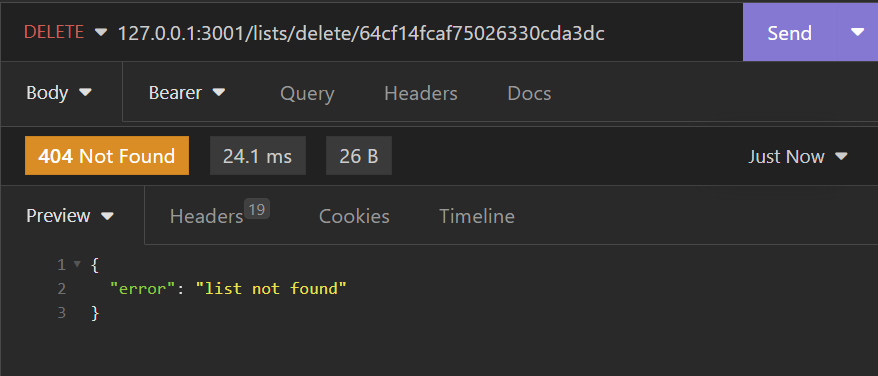 DELETE 127.0.0.1:3001/lists/delete/64cf14fcaf75026330cda3dc Send
Body Bearer Query Headers Docs
404 Not Found 24.1 ms 26 B Just Now
Preview Headers 19 Cookies Timeline
1 {
2 "error": "list not found"
3 }